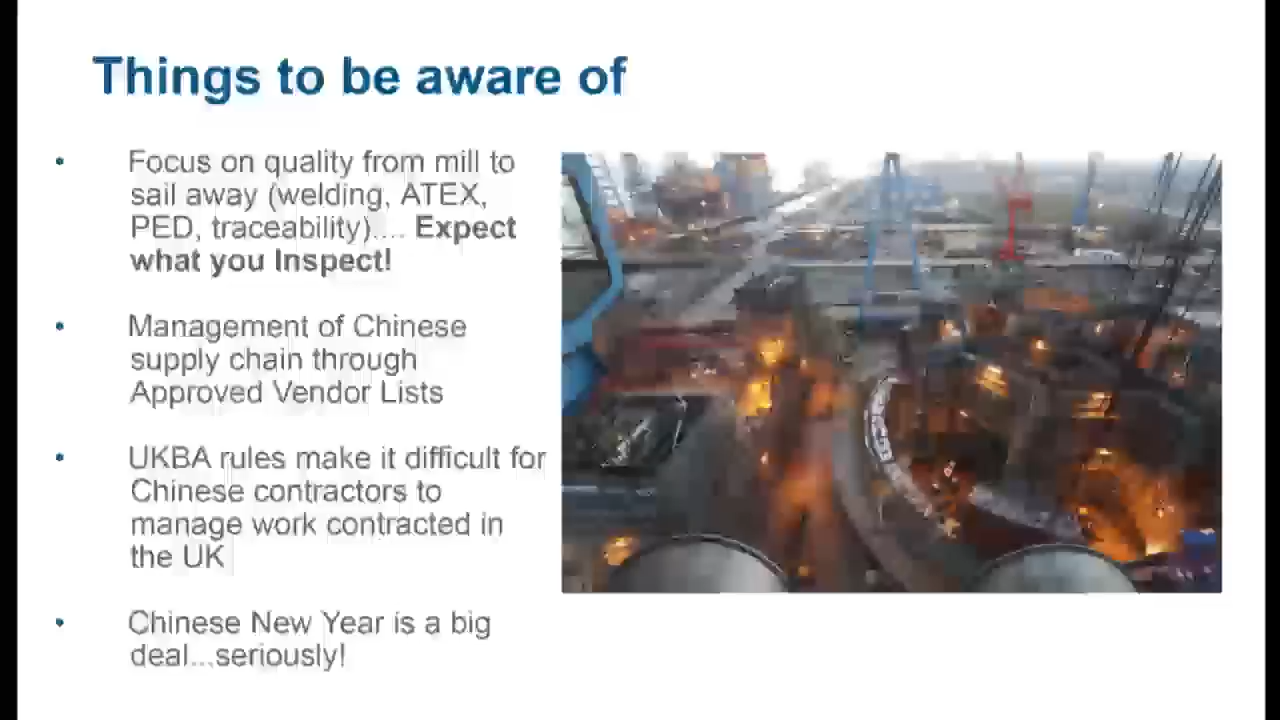 Things to be aware of
• Focus on quality from mill to
sail away (welding, ATEX,
PED, traceability).... Expect
what you Inspect!
• Management of Chinese
supply chain through
Approved Vendor Lists
• UKBA rules make it difficult for
Chinese contractors to
manage work contracted in
the UK
• Chinese New Year is a big
deal...seriously!